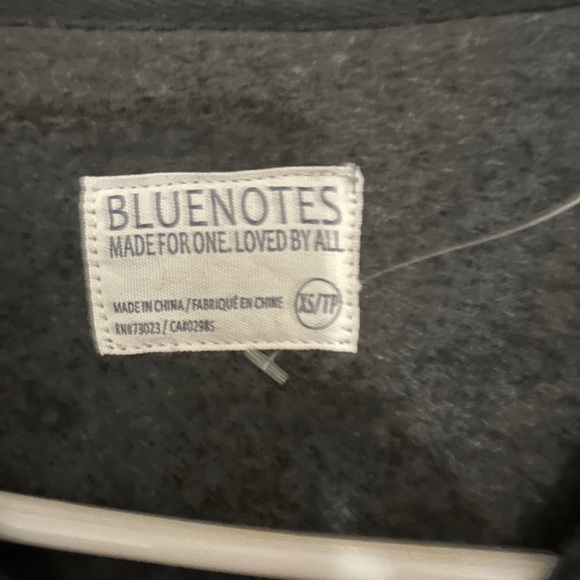 BLUENOTES
MADE FOR ONE. LOVED BY ALL
MADE IN CHINA / FABRIQUÉ EN CHINE
XS/TP
RN#73023 / CA#02985